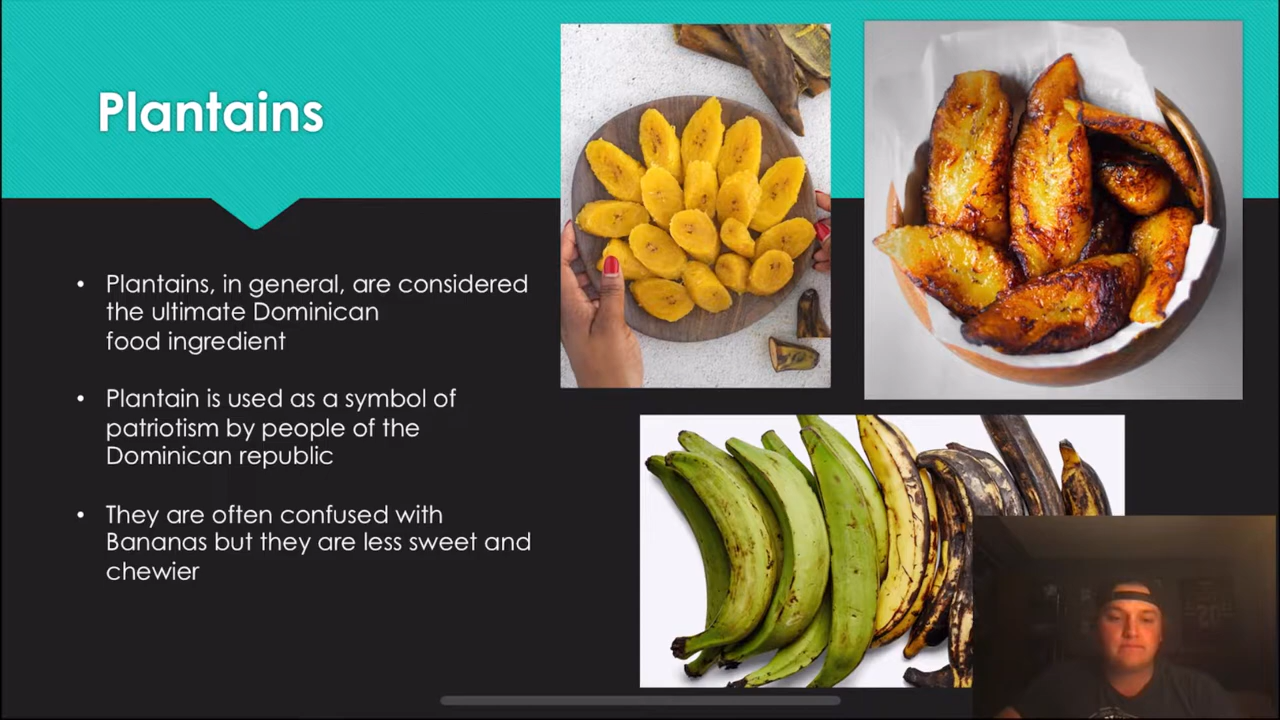 Plantains
• Plantains, in general, are considered
the ultimate Dominican
food ingredient
• Plantain is used as a symbol of
patriotism by people of the
Dominican republic
• They are often confused with
Bananas but they are less sweet and
chewier